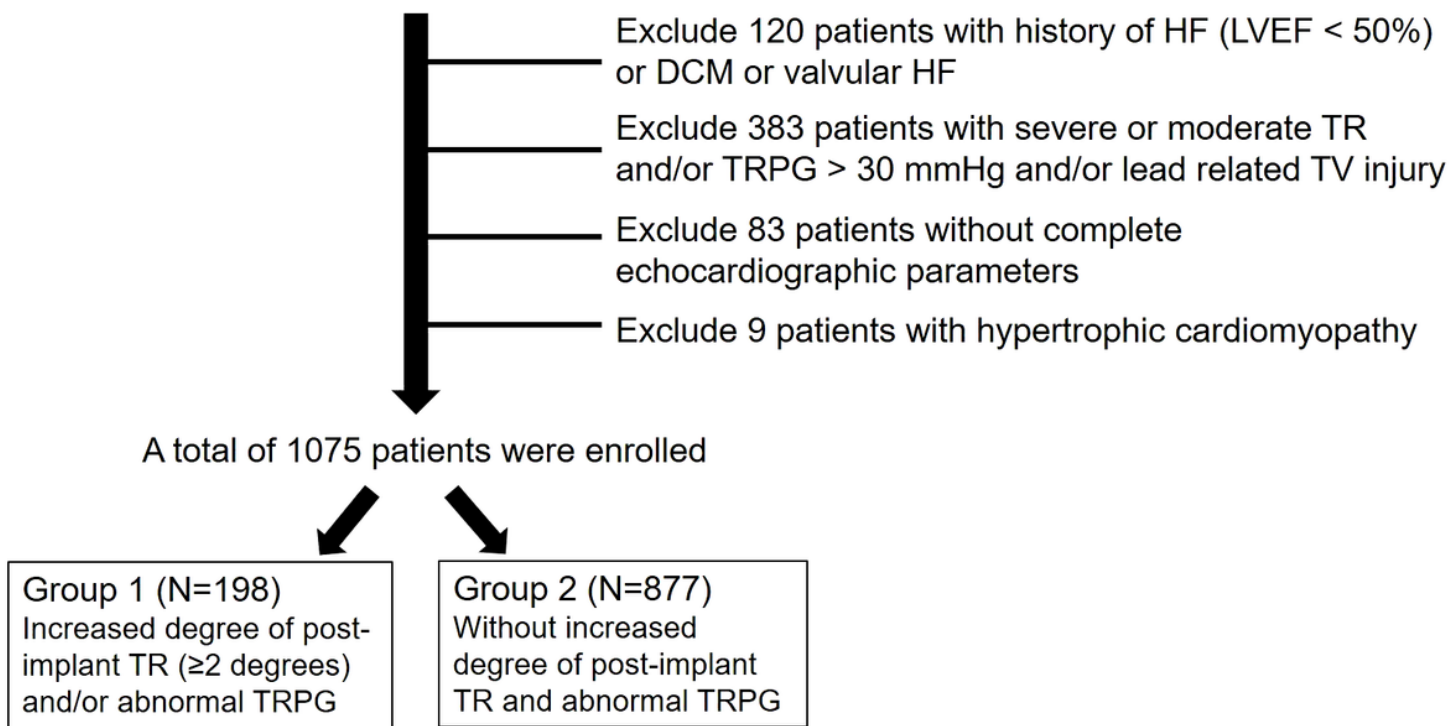 Exclude 120 patients with history of HF (LVEF < 50%)
or DCM or valvular HF
Exclude 383 patients with severe or moderate TR
and/or TRPG > 30 mmHg and/or lead related TV injury
Exclude 83 patients without complete
echocardiographic parameters
Exclude 9 patients with hypertrophic cardiomyopathy
A total of 1075 patients were enrolled
Group 1 (N=198)
Increased degree of post-
implant TR (≥2 degrees)
and/or abnormal TRPG
Group 2 (N=877)
Without increased
degree of post-implant
TR and abnormal TRPG